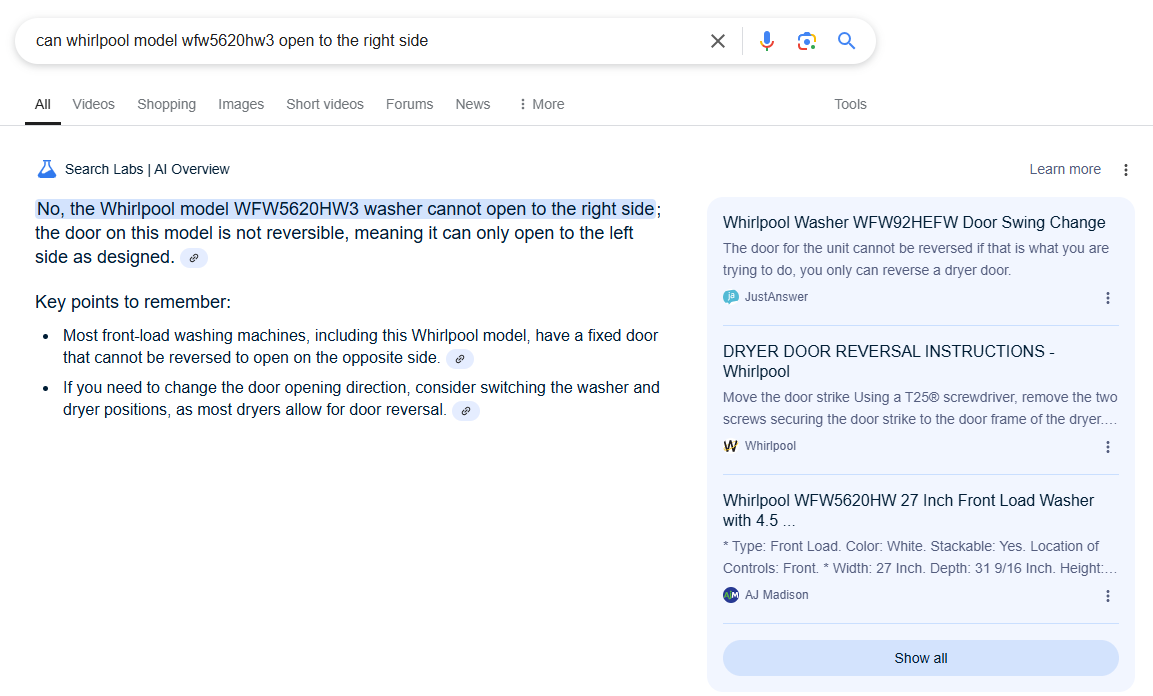 can whirlpool model wfw5620hw3 open to the right side
All Videos Shopping Images Short videos Forums News More Tools
Search Labs | AI Overview
Learn more
No, the Whirlpool model WFW5620HW3 washer cannot open to the right side;
the door on this model is not reversible, meaning it can only open to the left
side as designed.
Key points to remember:
• Most front-load washing machines, including this Whirlpool model, have a fixed door
that cannot be reversed to open on the opposite side.
• If you need to change the door opening direction, consider switching the washer and
dryer positions, as most dryers allow for door reversal.
Whirlpool Washer WFW92HEFW Door Swing Change
The door for the unit cannot be reversed if that is what you are
trying to do, you only can reverse a dryer door.
ja JustAnswer
DRYER DOOR REVERSAL INSTRUCTIONS -
Whirlpool
Move the door strike Using a T25® screwdriver, remove the two
screws securing the door strike to the door frame of the dryer....
W Whirlpool
Whirlpool WFW5620HW 27 Inch Front Load Washer
with 4.5 ...
* Type: Front Load. Color: White. Stackable: Yes. Location of
Controls: Front. * Width: 27 Inch. Depth: 31 9/16 Inch. Height:...
AJM AJ Madison
Show all